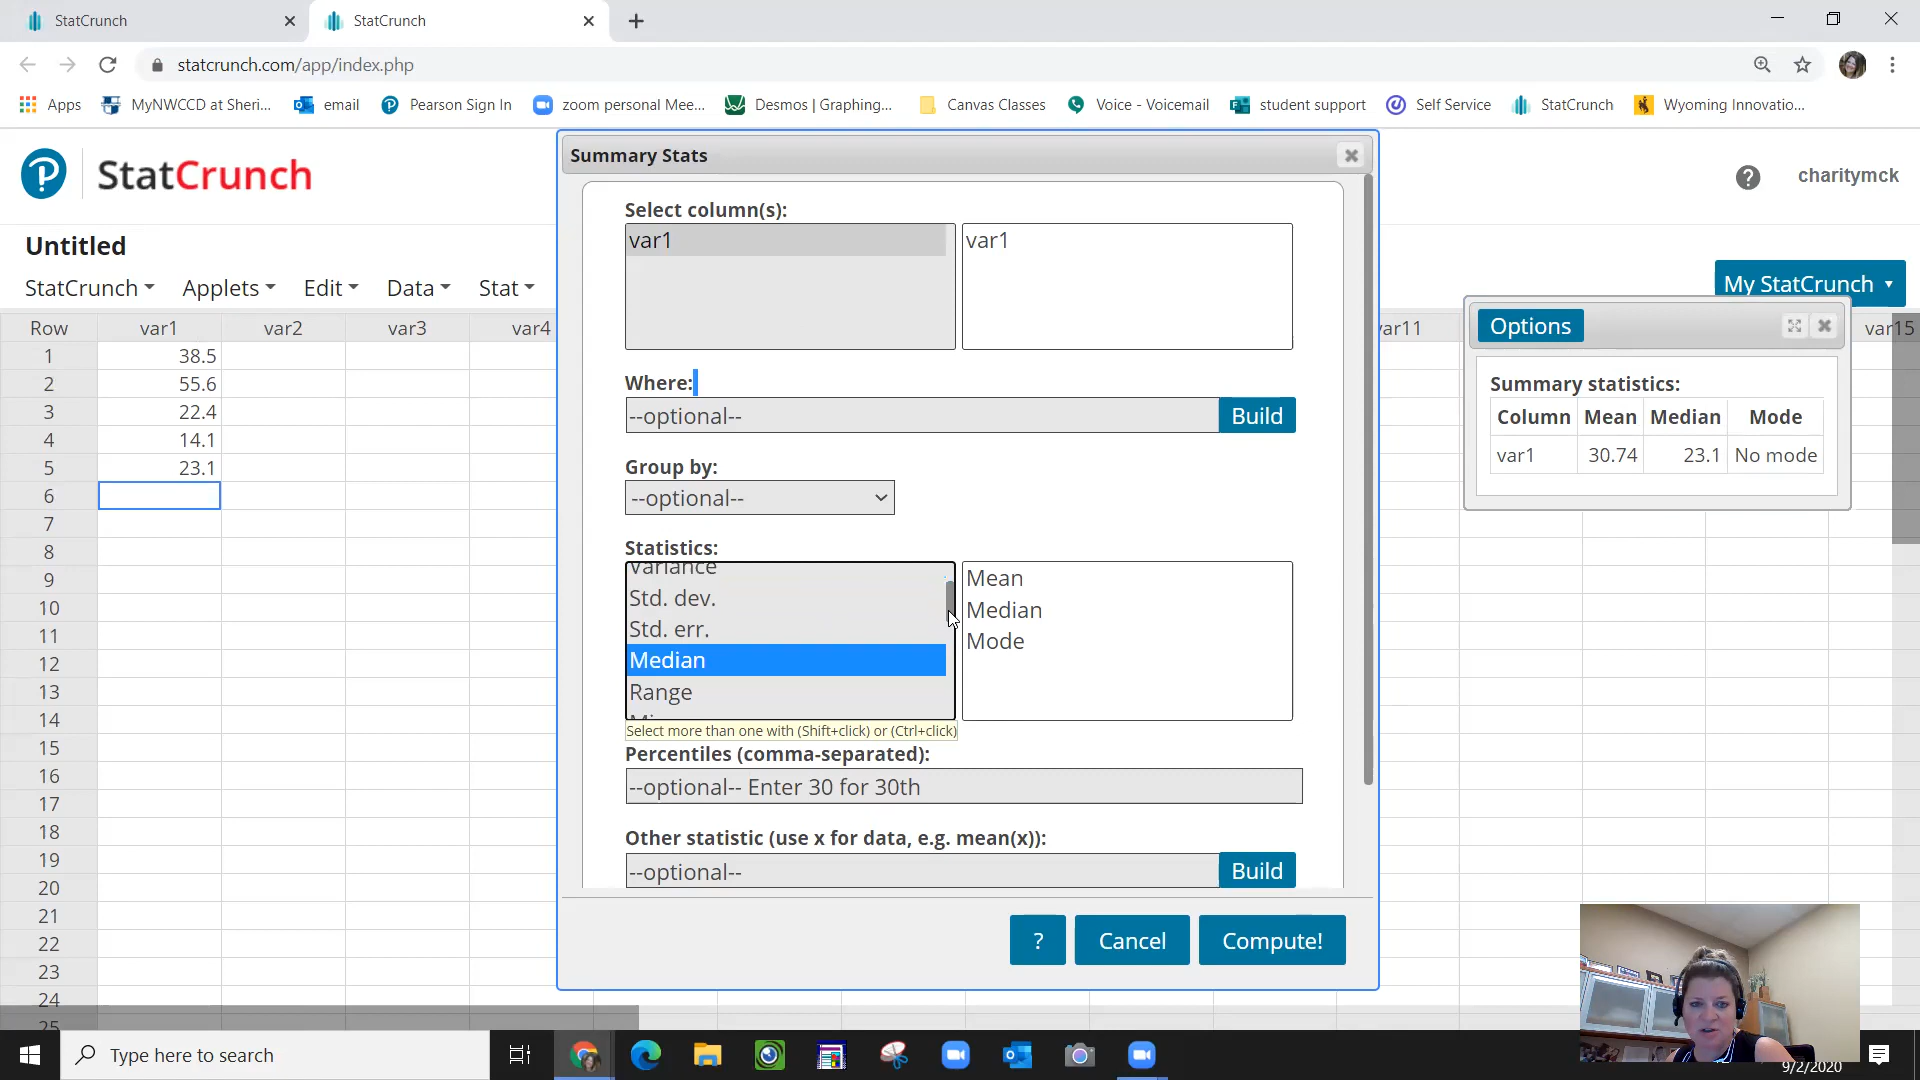 StatCrunch
StatCrunch
statcrunch.com/app/index.php
Apps MyNWCCD at Sheri... email Pearson Sign In zoom personal Mee... Desmos | Graphing,... Canvas Classes Voice - Voicemail student support Self Service StatCrunch Wyoming Innovatio...
StatCrunch
charitymck
Untitled
StatCrunch Applets Edit Data Stat
My StatCrunch
Row var1 var2 var3 var4 var11 var15
1 38.5
2 55.6
3 22.4
4 14.1
5 23.1
6
7
8
9
10
11
12
13
14
15
16
17
18
19
20
21
22
23
24
25
Summary Stats
Select column(s):
var1
var1
Where:
--optional--
Build
Group by:
--optional--
Statistics:
Variance
Std. dev.
Std. err.
Median
Range
Mean
Median
Mode
Select more than one with (Shift+click) or (Ctrl+click)
Percentiles (comma-separated):
--optional-- Enter 30 for 30th
Other statistic (use x for data, e.g. mean(x)):
--optional--
Build
? Cancel Compute!
Options
Summary statistics:
Column Mean Median Mode
var1 30.74 23.1 No mode
Type here to search
9/2/2020